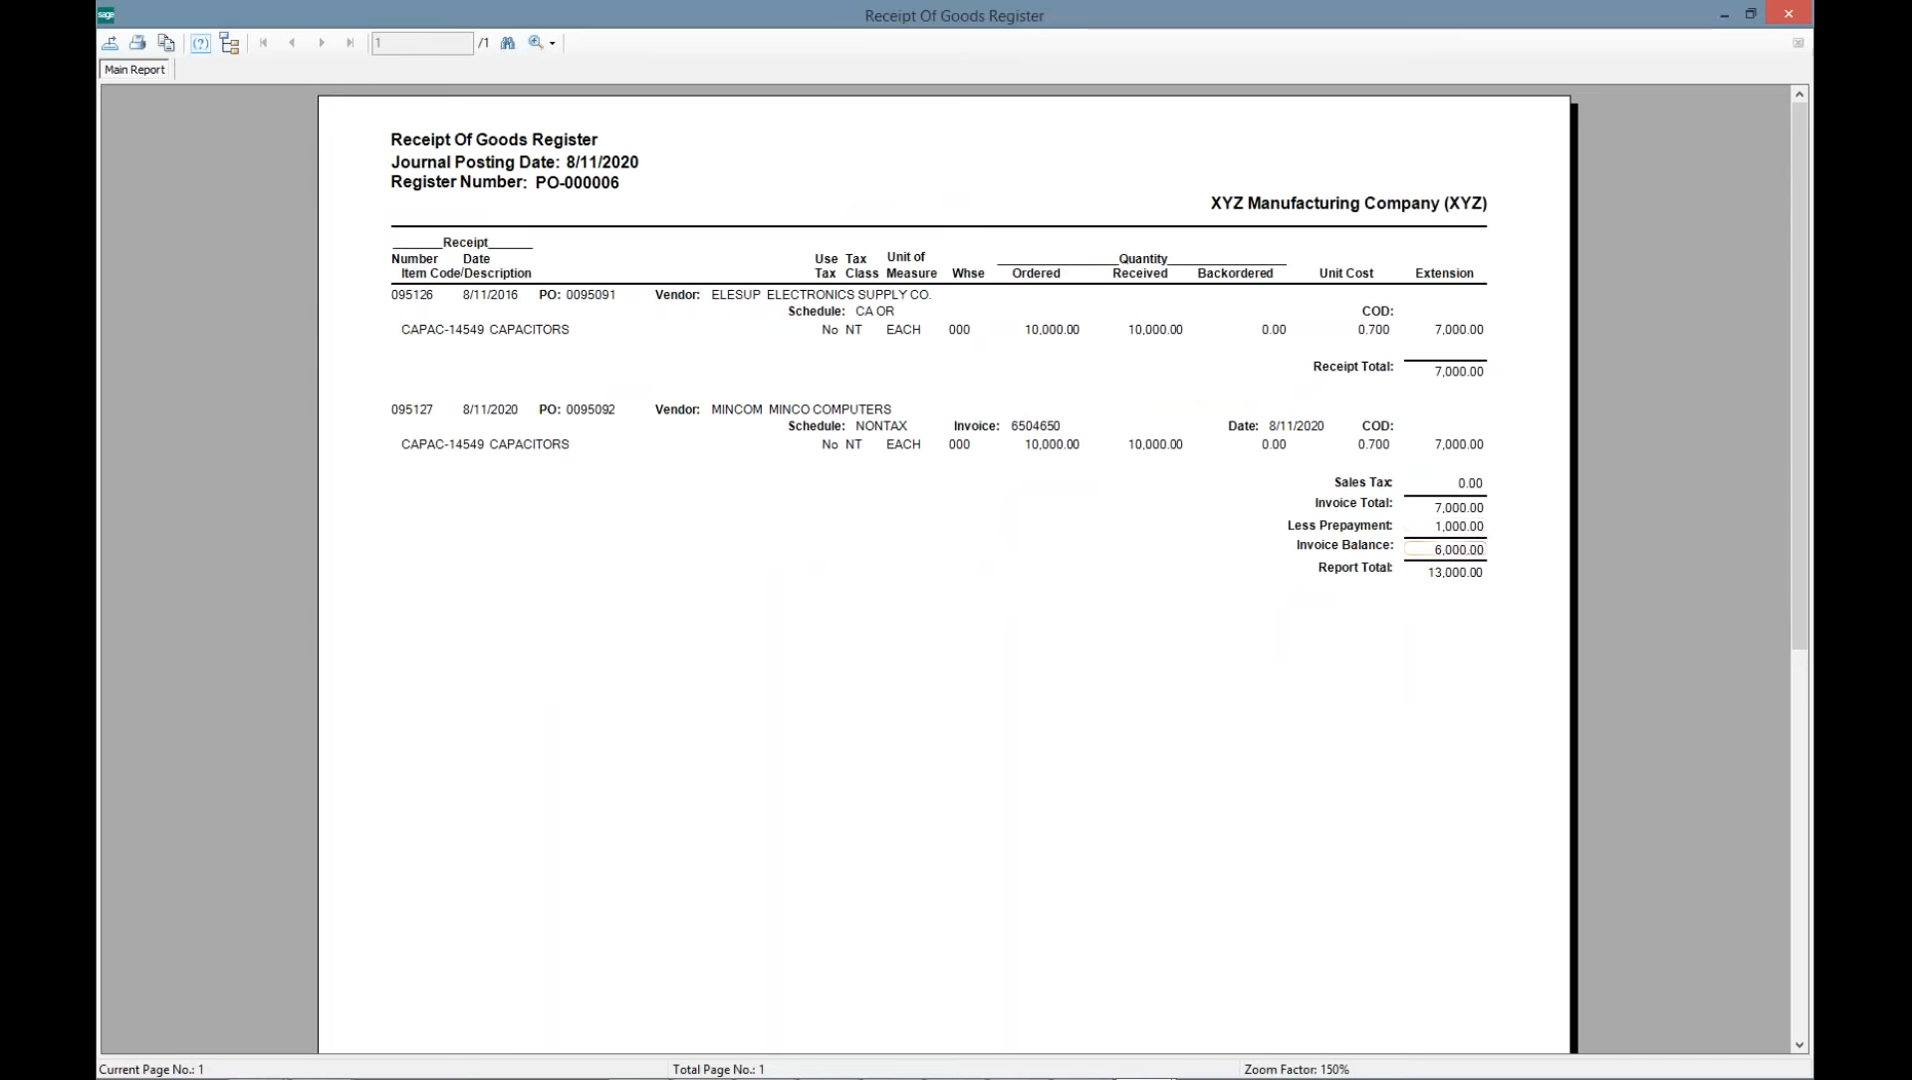 sage
Receipt Of Goods Register
1 /1
Main Report
Receipt Of Goods Register
Journal Posting Date: 8/11/2020
Register Number: PO-000006
XYZ Manufacturing Company (XYZ)
______Receipt______
Number Date Use Tax Unit of ____Quantity____
Item Code/Description Tax Class Measure Whse Ordered Received Backordered Unit Cost Extension
095126 8/11/2016 PO: 0095091 Vendor: ELESUP ELECTRONICS SUPPLY CO.
Schedule: CA OR COD:
CAPAC-14549 CAPACITORS No NT EACH 000 10,000.00 10,000.00 0.00 0.700 7,000.00
Receipt Total: 7,000.00
095127 8/11/2020 PO: 0095092 Vendor: MINCOM MINCO COMPUTERS
Schedule: NONTAX Invoice: 6504650 Date: 8/11/2020 COD:
CAPAC-14549 CAPACITORS No NT EACH 000 10,000.00 10,000.00 0.00 0.700 7,000.00
Sales Tax: 0.00
Invoice Total: 7,000.00
Less Prepayment: 1,000.00
Invoice Balance: 6,000.00
Report Total: 13,000.00
Current Page No.: 1 Total Page No.: 1 Zoom Factor: 150%